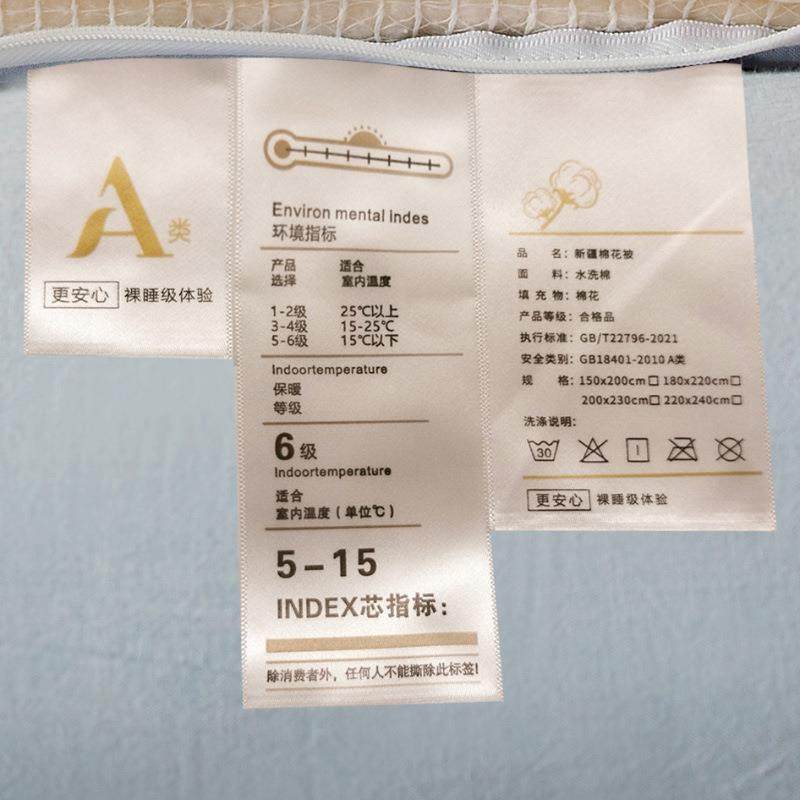 A类
更安心 裸睡级体验
Environ mental Indes
环境指标
产品 适合
选择 室内温度
1-2级 25℃以上
3-4级 15-25℃
5-6级 15℃以下
Indoortemperature
保暖
等级
6级
Indoortemperature
适合
室内温度(单位℃)
5-15
INDEX芯指标:
除消费者外，任何人不能撕除此标签!
品 名: 新疆棉花被
面 料: 水洗棉
填 充 物: 棉花
产品等级: 合格品
执行标准: GB/T22796-2021
安全类别: GB18401-2010 A类
规 格: 150x200cm□ 180x220cm□
200x230cm□ 220x240cm□
洗涤说明:
30
更安心 裸睡级体验